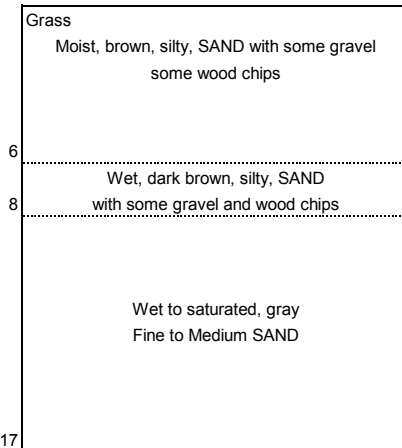 Grass
Moist, brown, silty, SAND with some gravel
some wood chips
6
Wet, dark brown, silty, SAND
8 with some gravel and wood chips
Wet to saturated, gray
Fine to Medium SAND
17